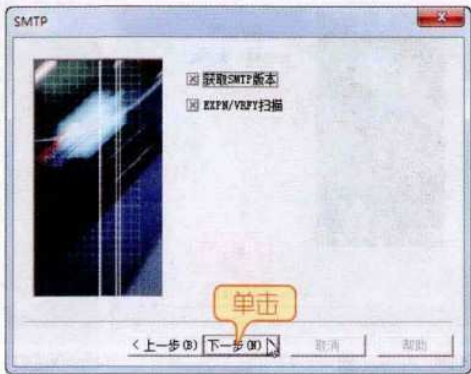 SMTP
获取SMTP版本
EXPN/VRFY扫描
单击
<上一步(B) 下一步(N) 取消 帮助